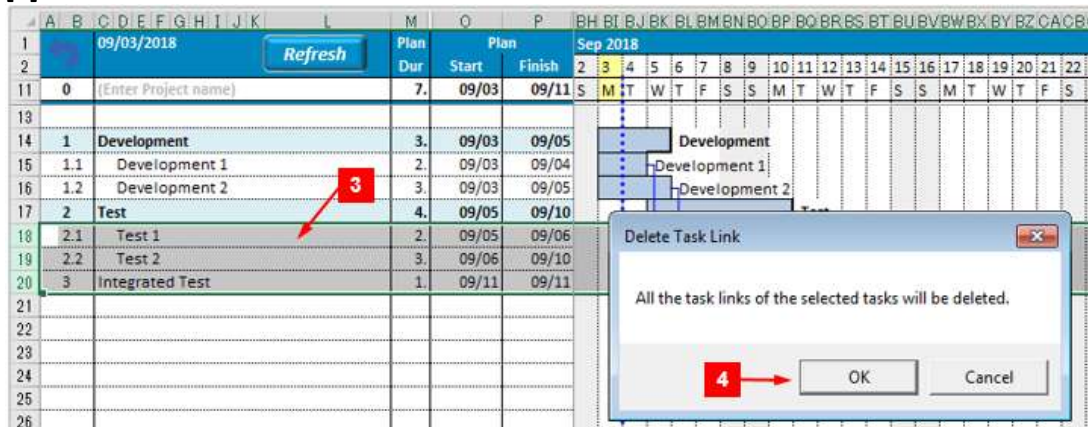 A B C D E F G H I J K L M O P BH BI BJ BK BL BM BN BO BP BQ BR BS BT BU BV BW BX BY BZ CA CB
1 09/03/2018 Refresh Plan Plan Sep 2018
2 Dur Start Finish 2 3 4 5 6 7 8 9 10 11 12 13 14 15 16 17 18 19 20 21 22
11 0 (Enter Project name) 7. 09/03 09/11 S M T W T F S S M T W T F S S M T W T F S
13
14 1 Development 3. 09/03 09/05 Development
15 1.1 Development 1 2. 09/03 09/04 Development 1
16 1.2 Development 2 3. 09/03 09/05 Development 2
3
17 2 Test 4. 09/05 09/10 Test
18 2.1 Test 1 2. 09/05 09/06
19 2.2 Test 2 3. 09/06 09/10
20 3 Integrated Test 1. 09/11 09/11
21
22
23
24
25
26
Delete Task Link
All the task links of the selected tasks will be deleted.
4 OK Cancel